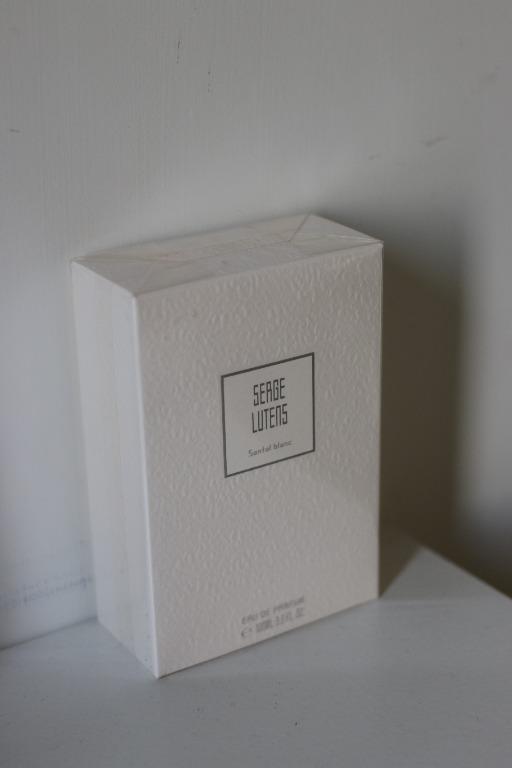 SERGE
LUTENS
Santal blanc
EAU DE PARFUM
100ML 3.3 FL. OZ